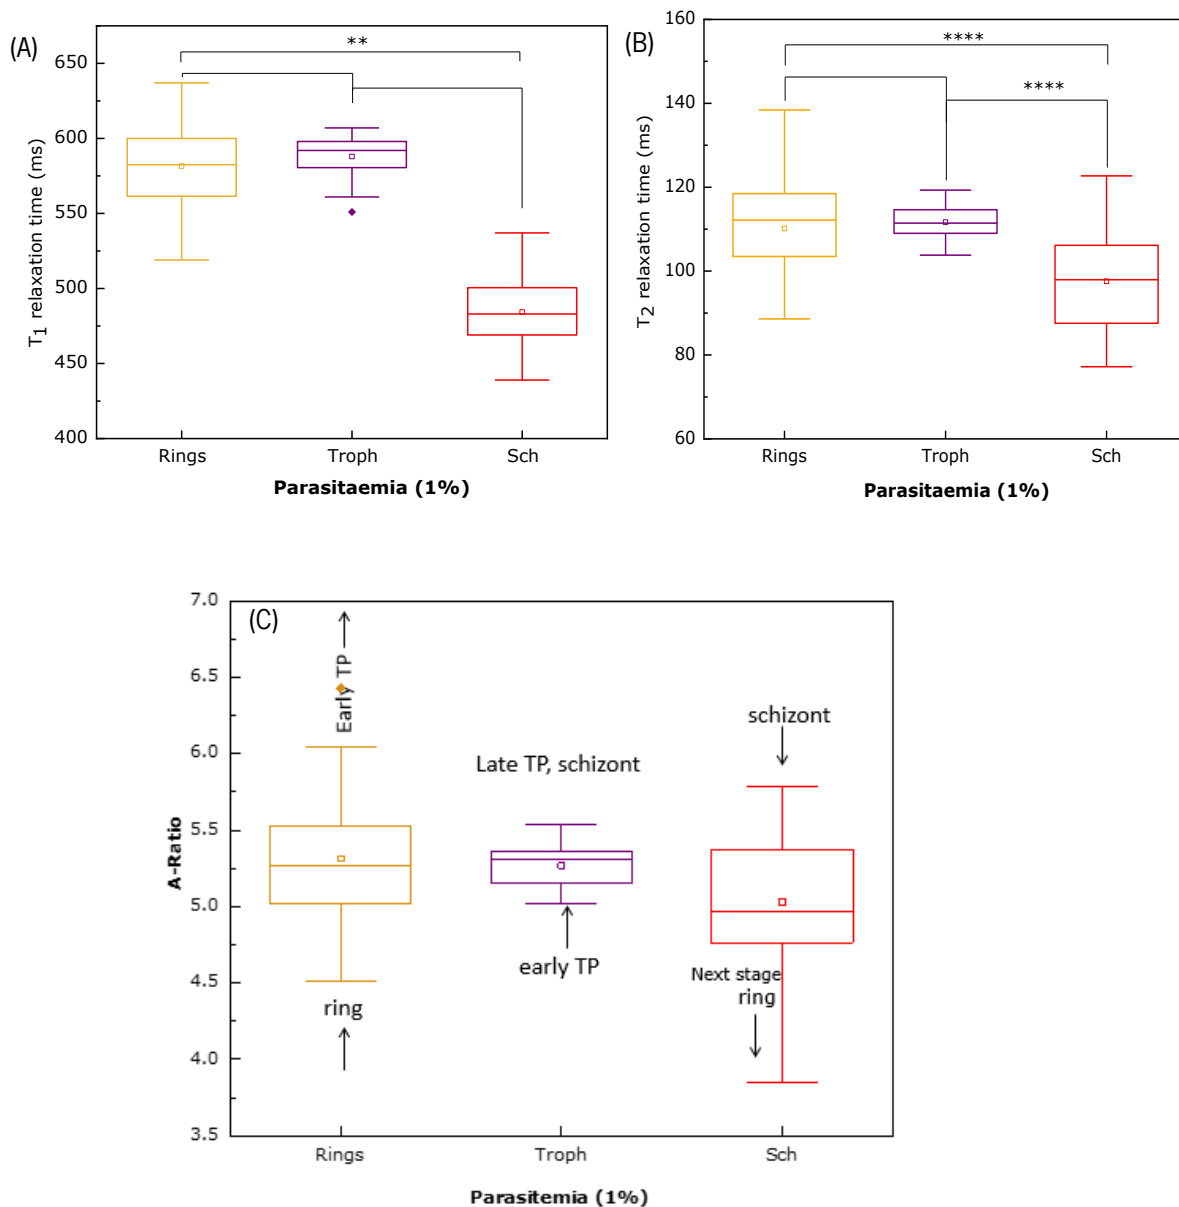 (A)
**
T1 relaxation time (ms)
650
600
550
500
450
400
Rings
Troph
Sch
Parasitaemia (1%)
(B)
****
****
T2 relaxation time (ms)
160
140
120
100
80
60
Rings
Troph
Sch
Parasitaemia (1%)
(C)
A-Ratio
7.0
6.5
6.0
5.5
5.0
4.5
4.0
3.5
Early TP
ring
Late TP, schizont
early TP
schizont
Next stage
ring
Rings
Troph
Sch
Parasitemia (1%)